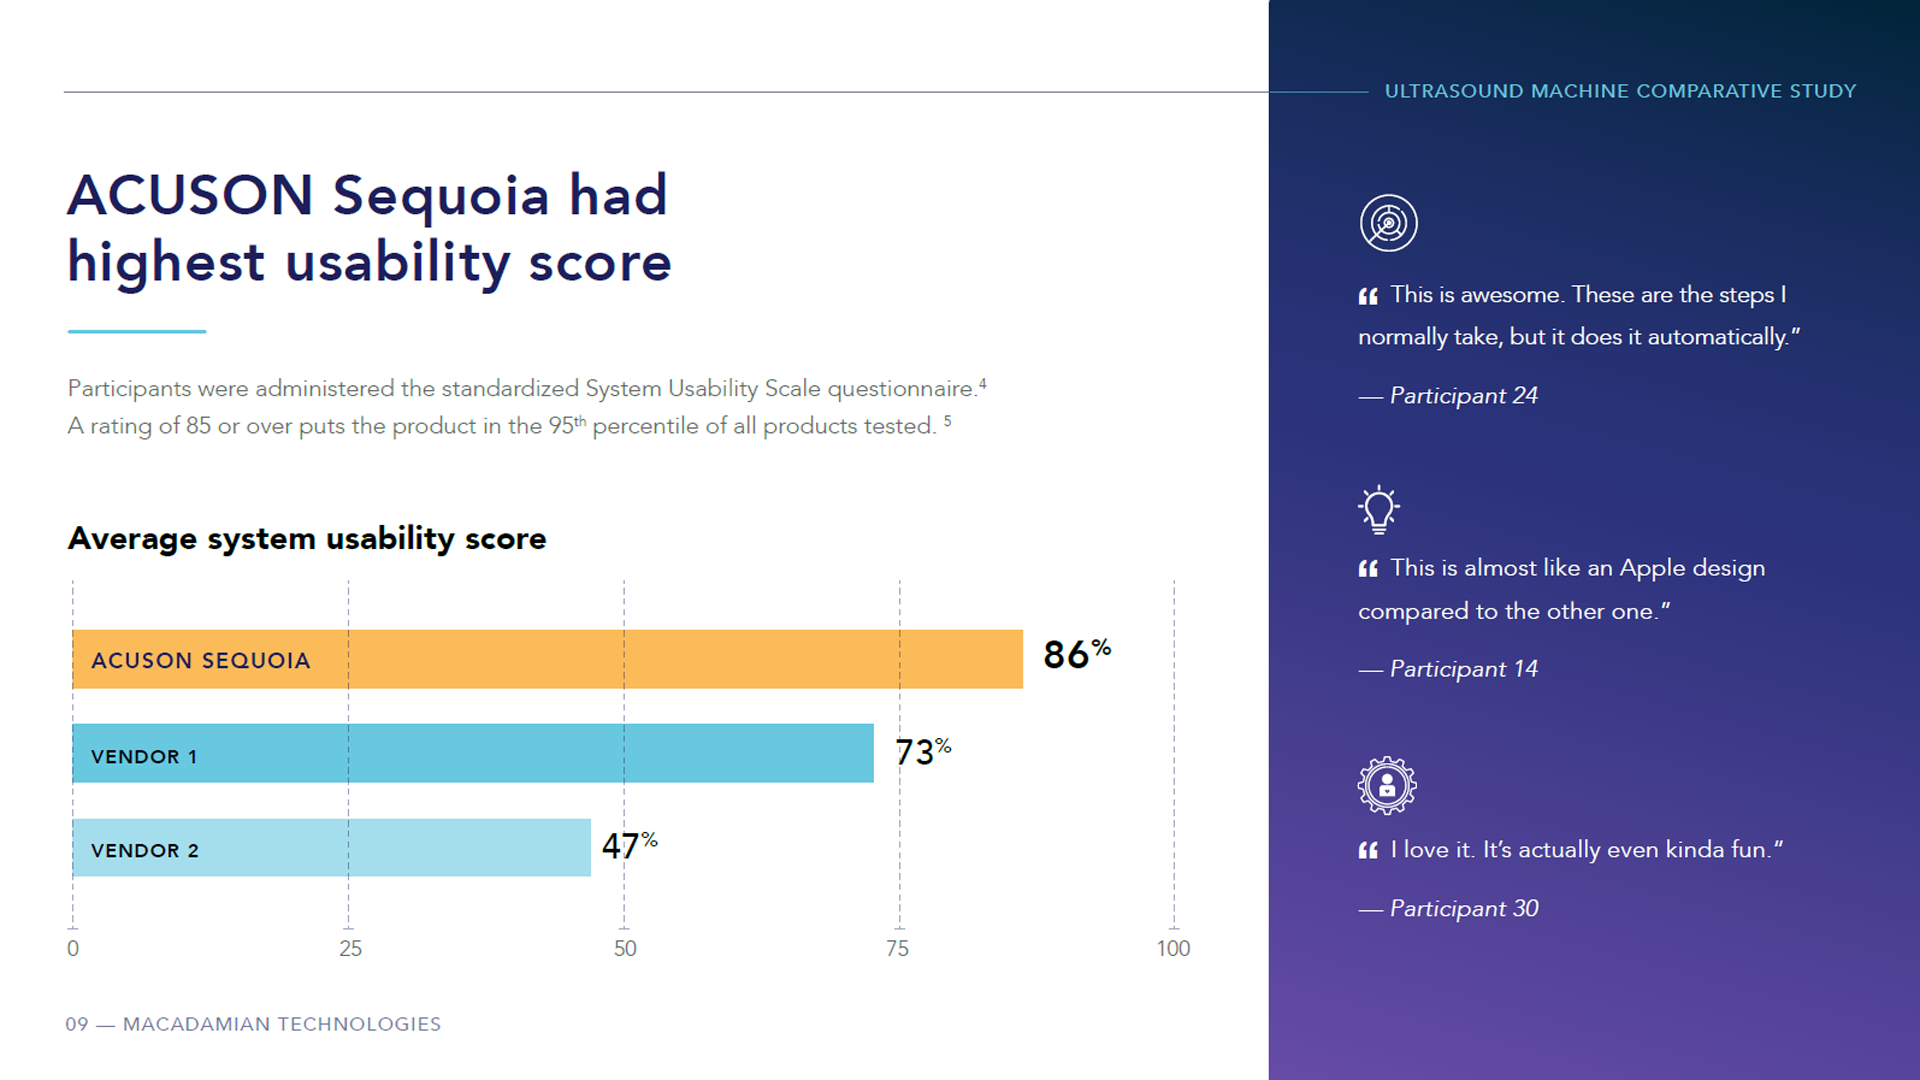 ULTRASOUND MACHINE COMPARATIVE STUDY
ACUSON Sequoia had
highest usability score
Participants were administered the standardized System Usability Scale questionnaire.⁴
A rating of 85 or over puts the product in the 95ᵗʰ percentile of all products tested. ⁵
Average system usability score
ACUSON SEQUOIA 86%
VENDOR 1 73%
VENDOR 2 47%
0 25 50 75 100
09 — MACADAMIAN TECHNOLOGIES
“ This is awesome. These are the steps I
normally take, but it does it automatically.”
— Participant 24
“ This is almost like an Apple design
compared to the other one.”
— Participant 14
“ I love it. It’s actually even kinda fun.“
— Participant 30